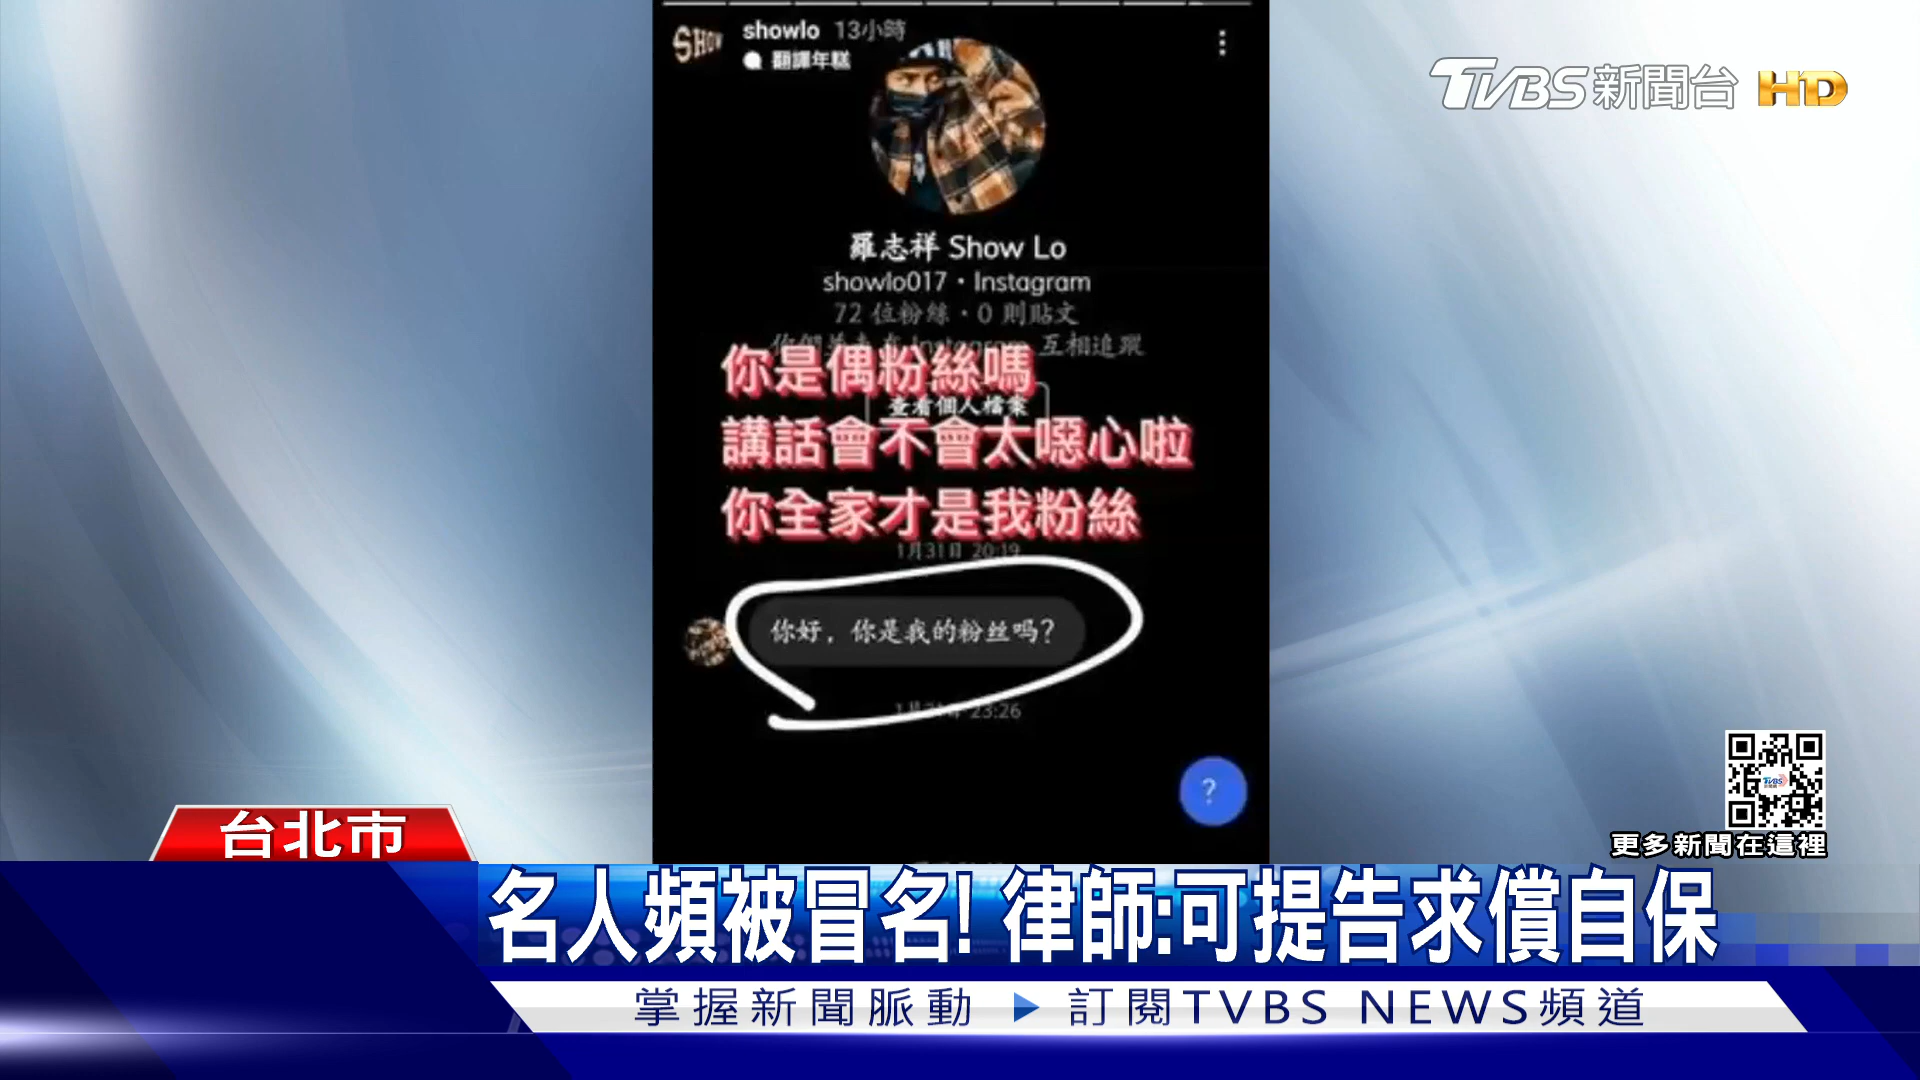 SHOW
showlo 13小時
翻譯年糕
TVBS新聞台 HD
羅志祥 Show Lo
showlo017・Instagram
72 位粉絲・0 則貼文
互相追蹤
你是偶粉絲嗎
查看個人檔案
講話會不會太噁心啦
你全家才是我粉絲
1月31日 20:19
你好，你是我的粉丝吗？
23:26
?
TVBS
更多新聞在這裡
台北市
名人頻被冒名! 律師:可提告求償自保
掌握新聞脈動 ▶ 訂閱TVBS NEWS頻道